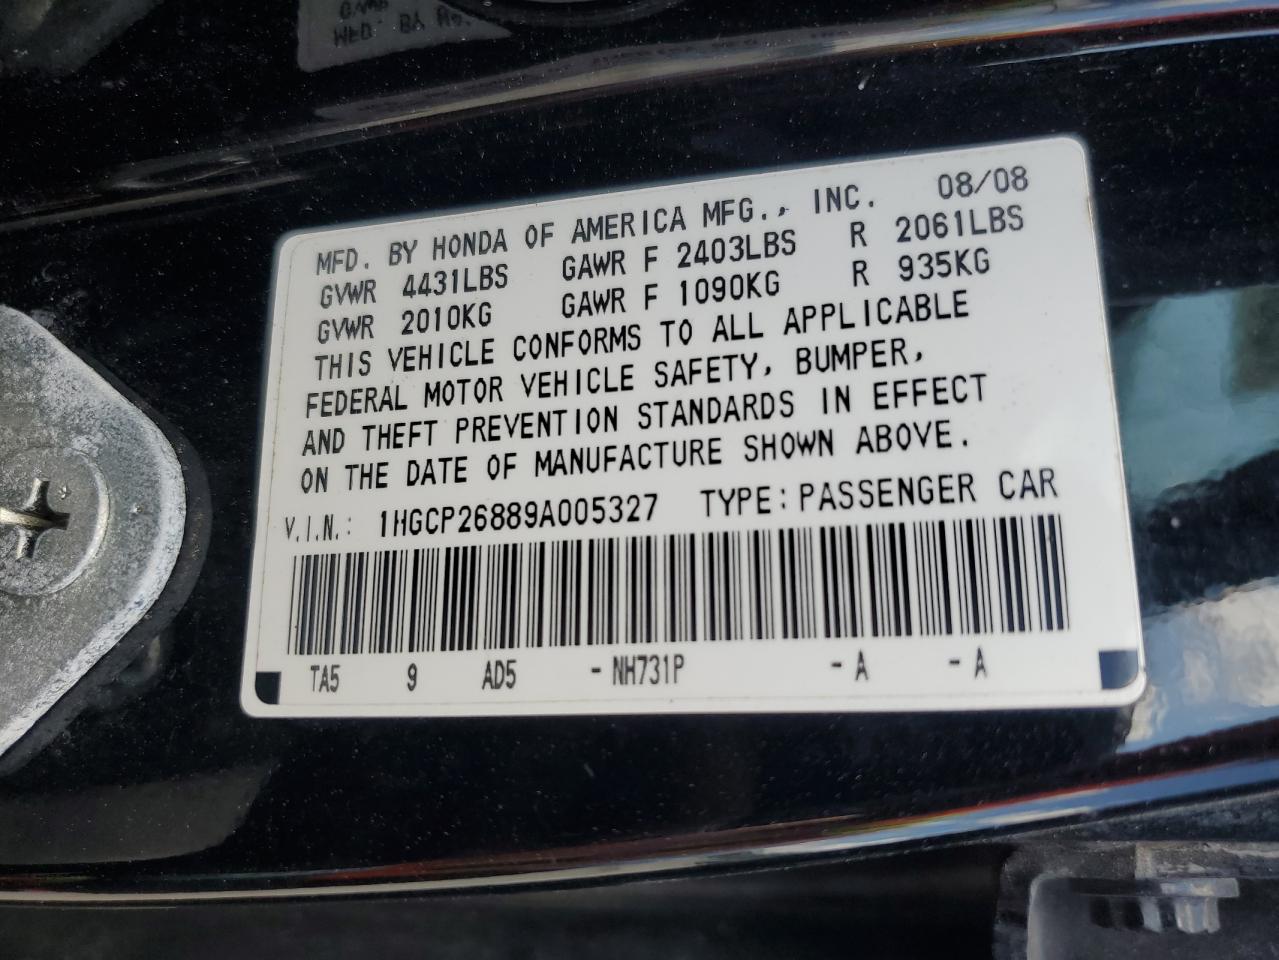 MFD. BY HONDA OF AMERICA MFG., INC. 08/08
GVWR 4431LBS GAWR F 2403LBS R 2061LBS
GVWR 2010KG GAWR F 1090KG R 935KG
THIS VEHICLE CONFORMS TO ALL APPLICABLE
FEDERAL MOTOR VEHICLE SAFETY, BUMPER,
AND THEFT PREVENTION STANDARDS IN EFFECT
ON THE DATE OF MANUFACTURE SHOWN ABOVE.
V.I.N.: 1HGCP26889A005327 TYPE: PASSENGER CAR
TA5 9 AD5 -NH731P -A -A